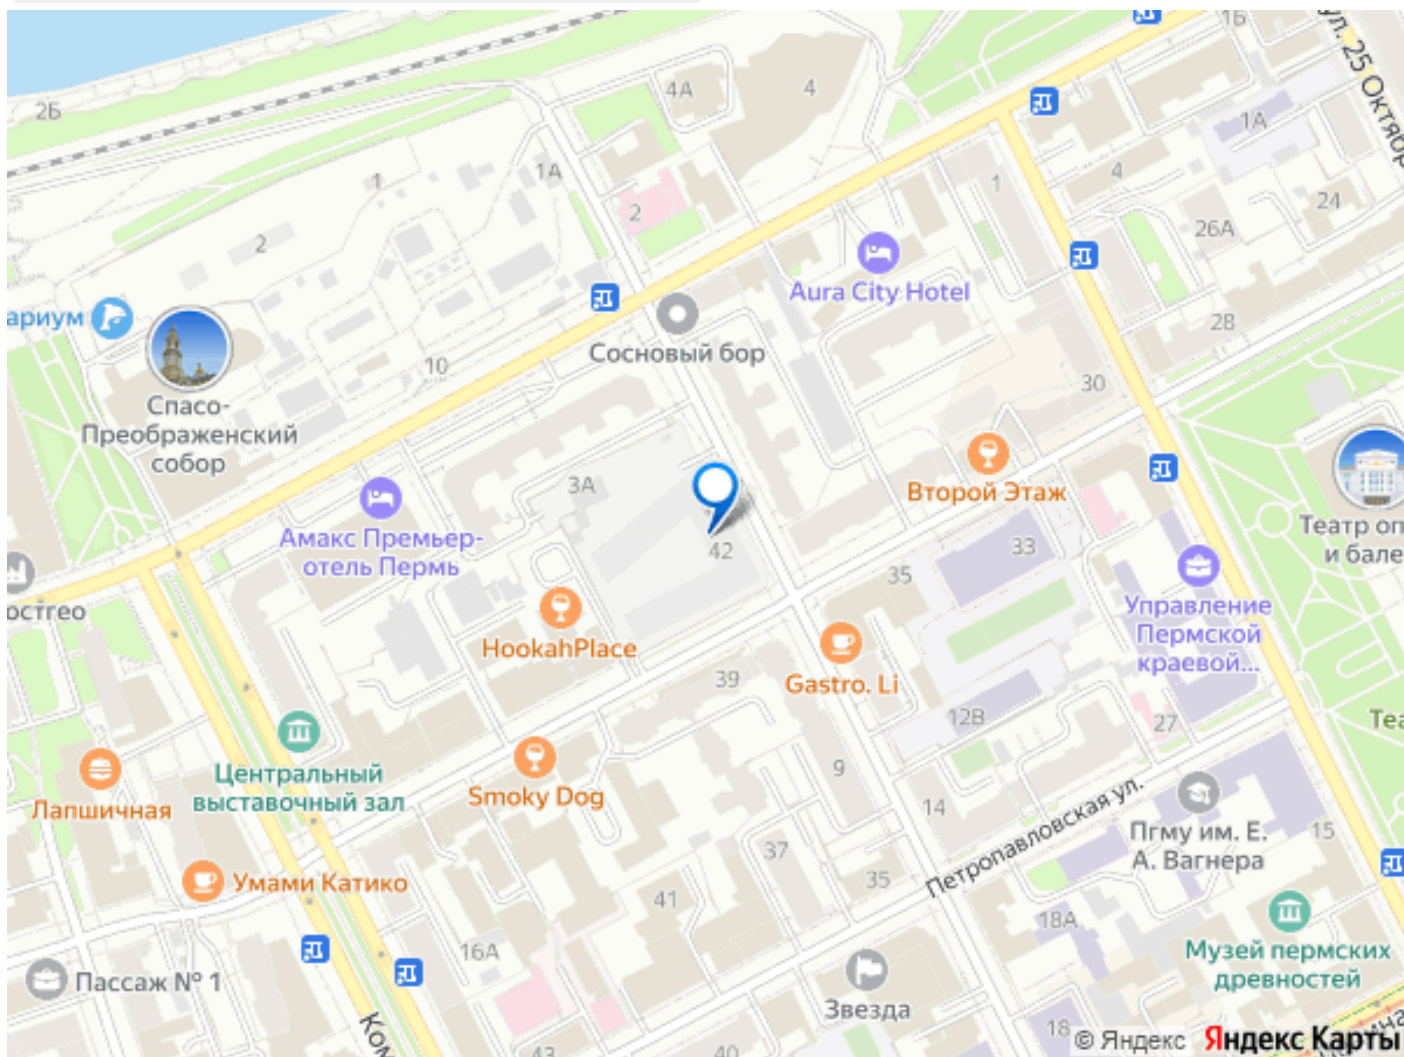 1Б
ул. 25 Октябр
2Б
4А
4
1А
1А
1
4
1
2
24
26А
2
Aura City Hotel
ариум
28
Сосновый бор
10
30
Спасо-
Преображенский
собор
3А
Второй Этаж
Амакс Премьер-
отель Пермь
42
33
Театр оп
и бале
35
остгео
Управление
Пермской
краевой...
HookahPlace
39
Gastro. Li
12В
27
Теа
Центральный
выставочный зал
9
Smoky Dog
Лапшичная
14
Петропавловская ул.
Пгму им. Е.
А. Вагнера
15
37
Умами Катико
35
41
18А
16А
Музей пермских
древностей
Пассаж № 1
Звезда
Ком
18
43
40
© Яндекс Яндекс Карты